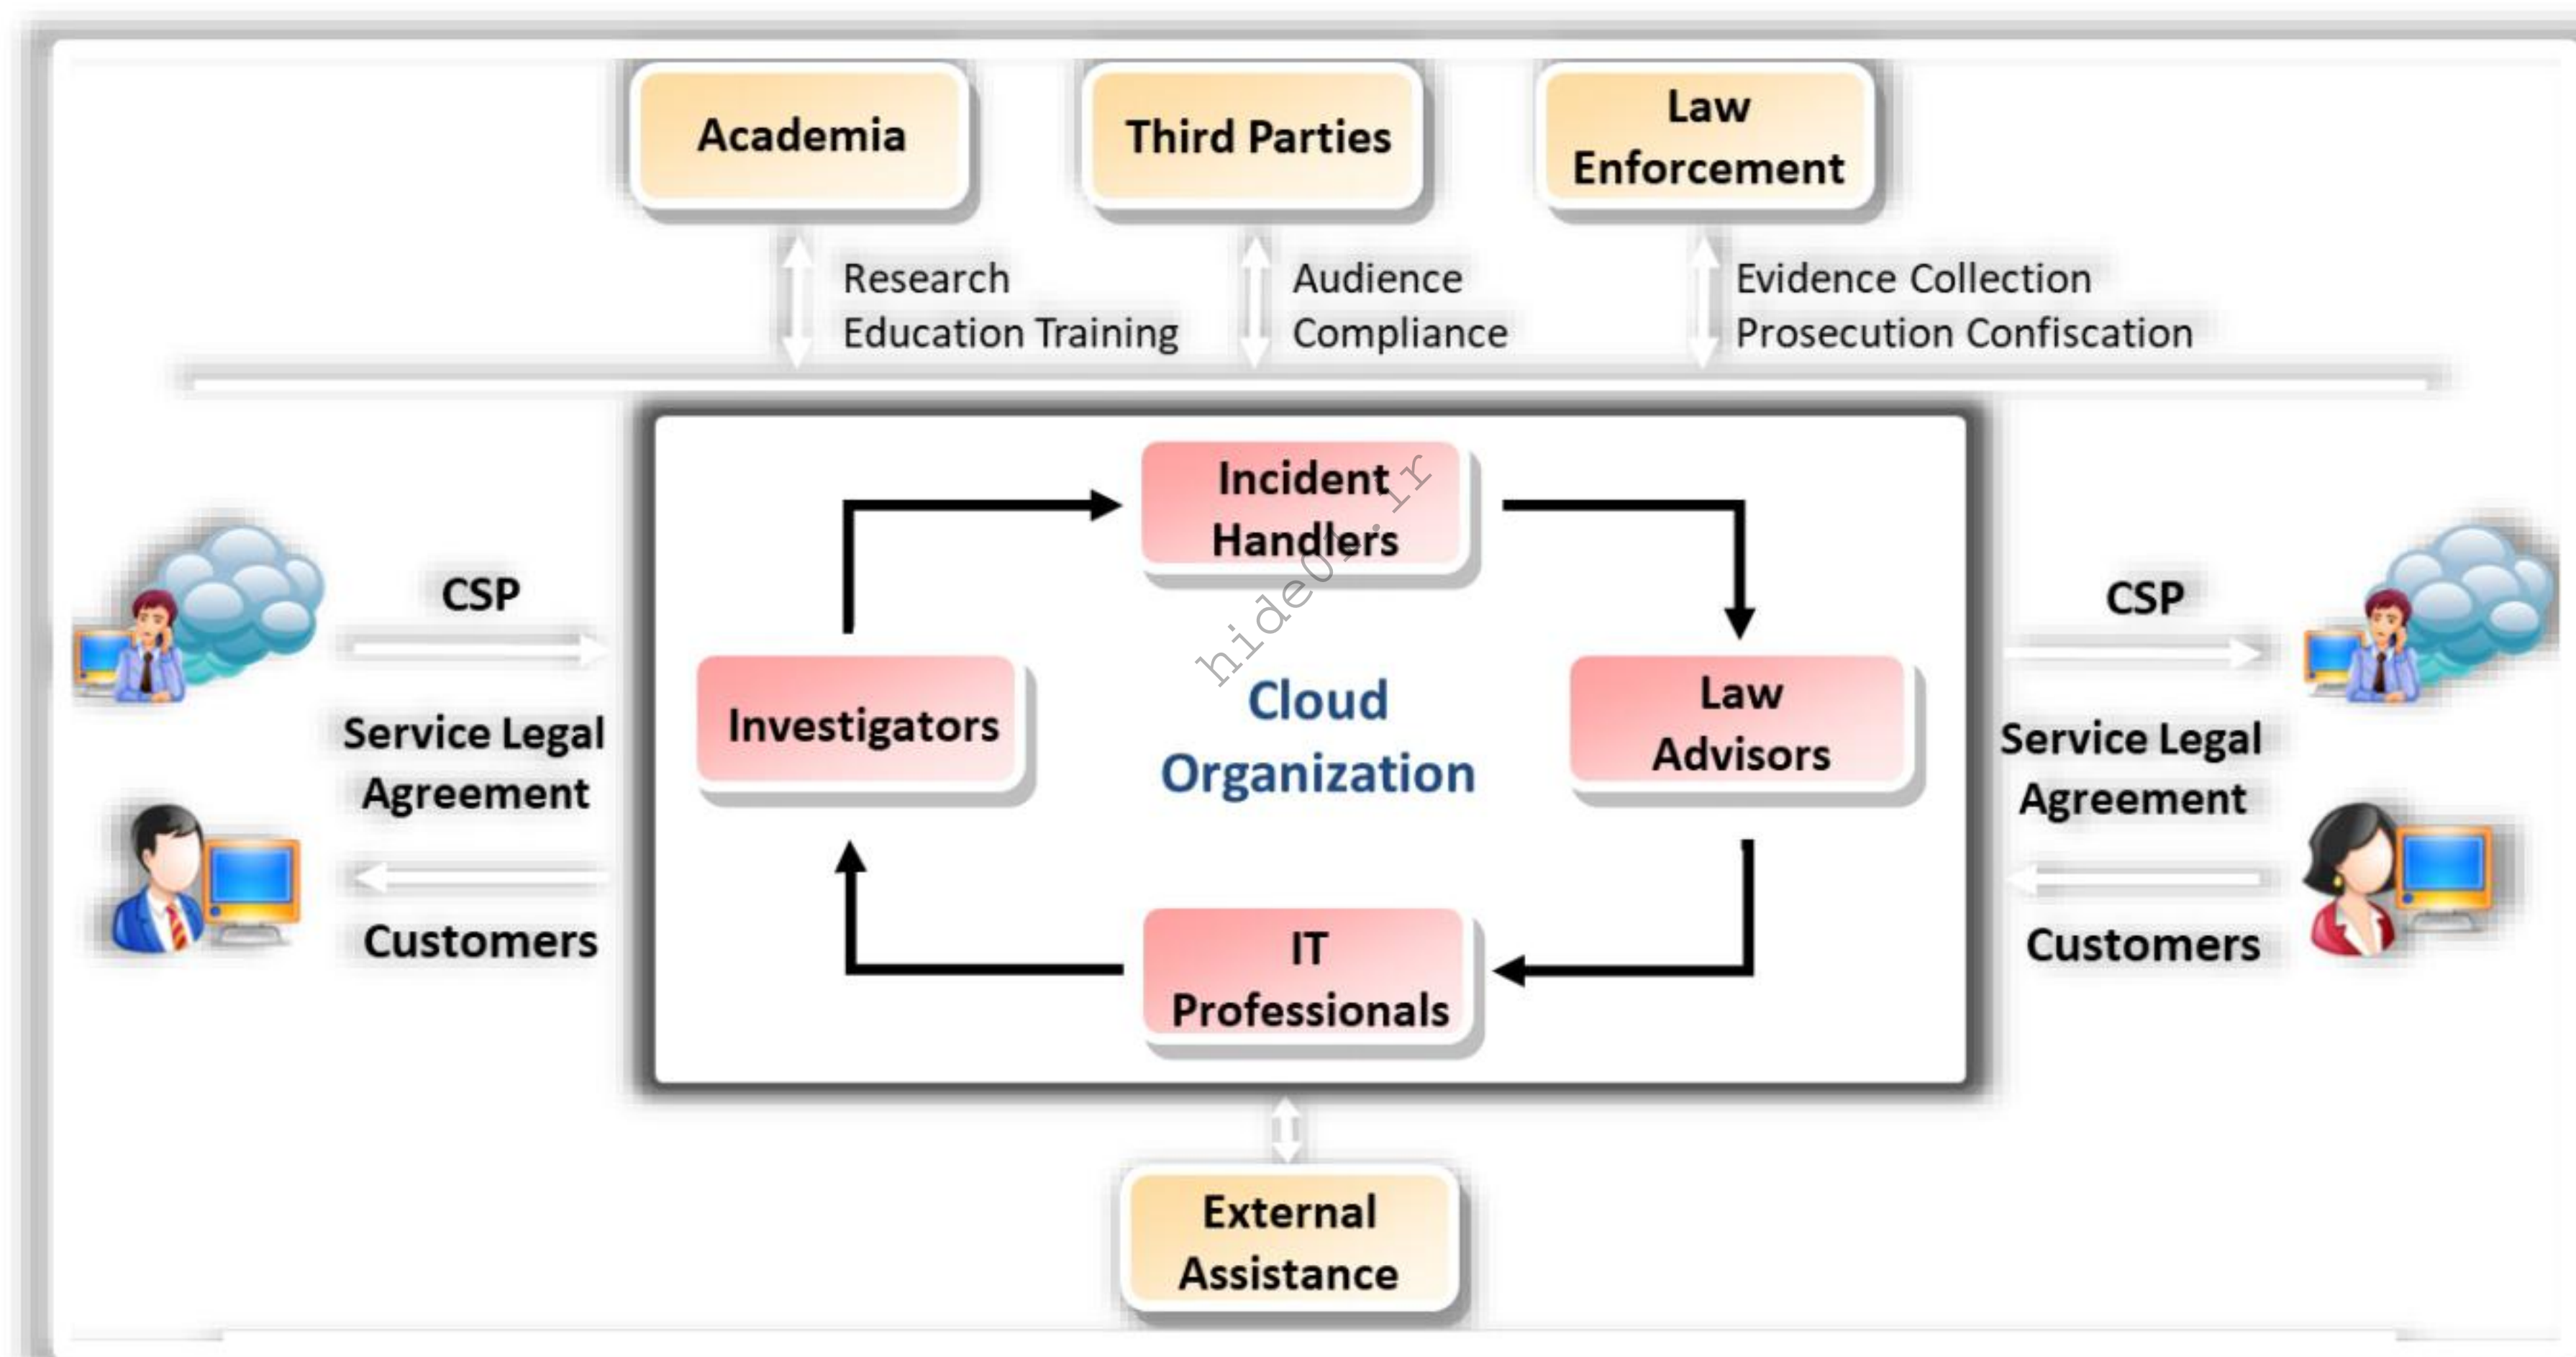 Academia
Third Parties
Law
Enforcement
Research
Education Training
Audience
Compliance
Evidence Collection
Prosecution Confiscation
CSP
Service Legal
Agreement
Customers
Incident
Handlers
Investigators
Cloud
Organization
Law
Advisors
IT
Professionals
CSP
Service Legal
Agreement
Customers
External
Assistance